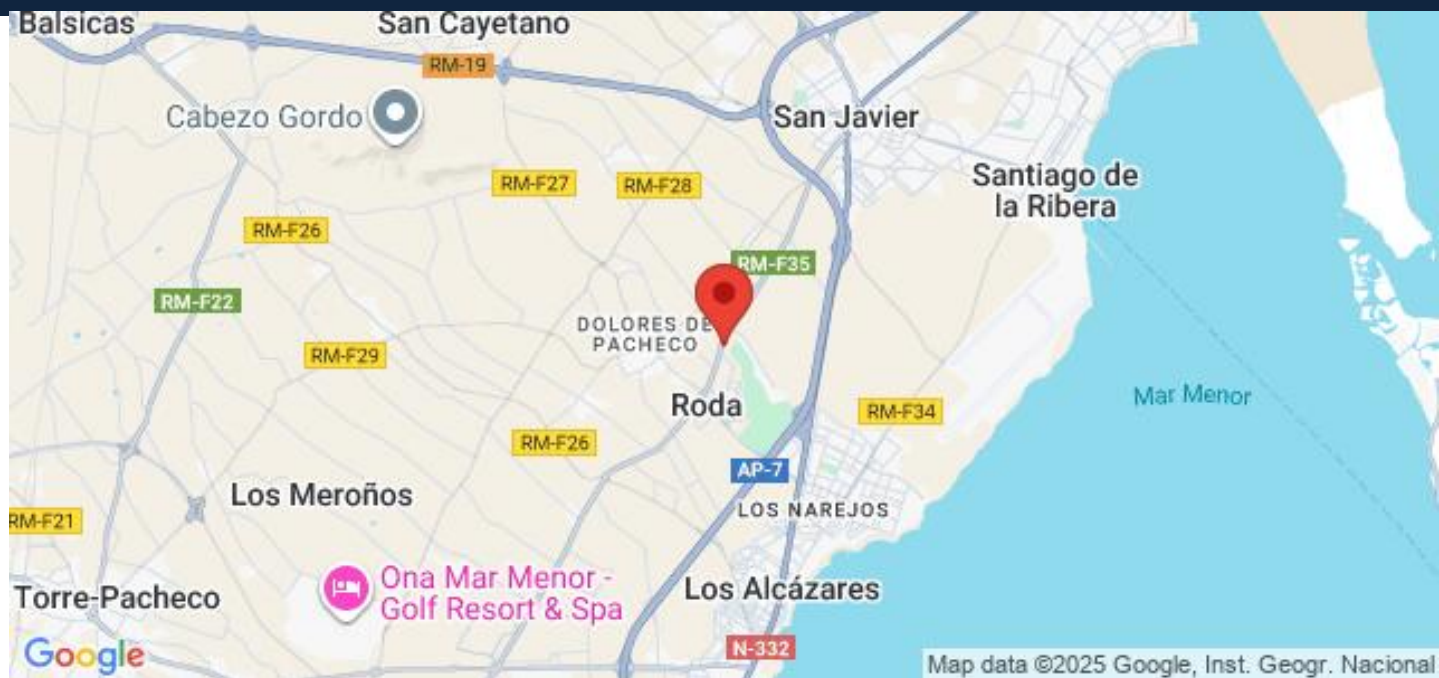 Balsicas
San Cayetano
RM-19
Cabezo Gordo
San Javier
RM-F27
RM-F28
Santiago de
la Ribera
RM-F26
RM-F35
RM-F22
DOLORES DE
PACHECO
RM-F29
Mar Menor
Roda
RM-F34
RM-F26
AP-7
Los Meroños
LOS NAREJOS
RM-F21
Ona Mar Menor -
Golf Resort & Spa
Los Alcázares
Torre-Pacheco
N-332
Google
Map data ©2025 Google, Inst. Geogr. Nacional